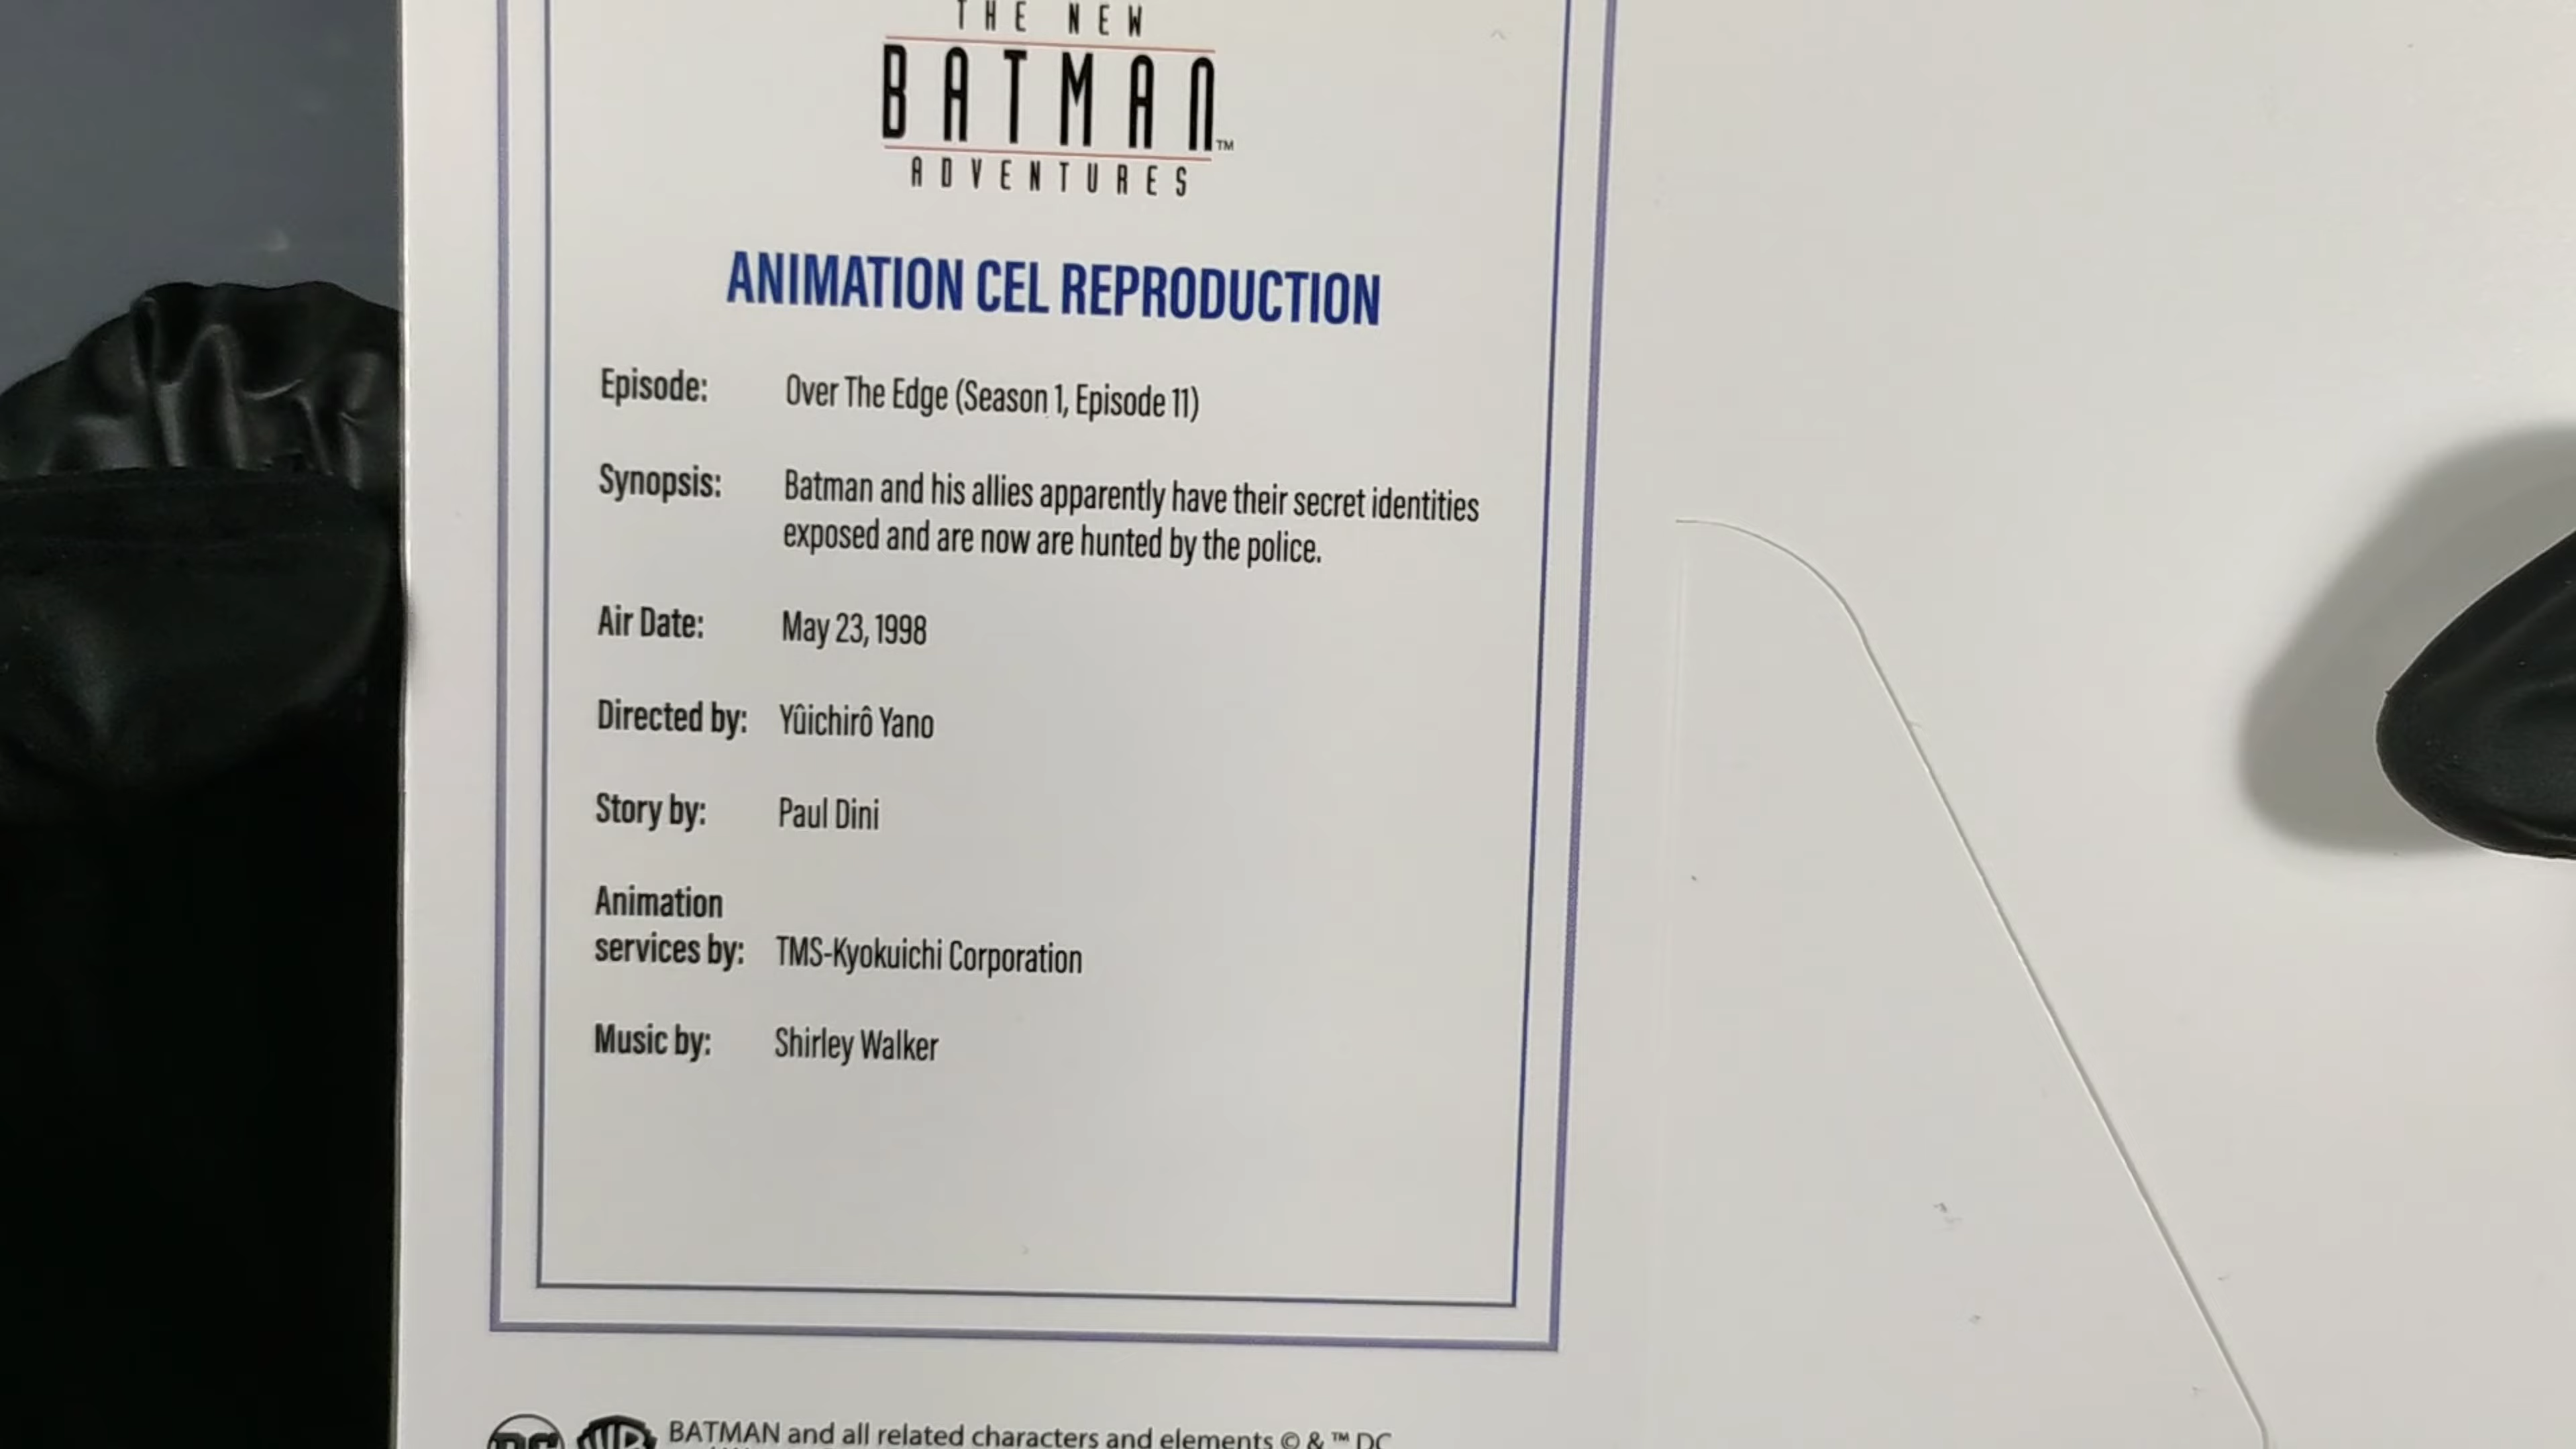 THE NEW
BATMAN™
ADVENTURES
ANIMATION CEL REPRODUCTION
Episode: Over The Edge (Season 1, Episode 11)
Synopsis: Batman and his allies apparently have their secret identities
exposed and are now are hunted by the police.
Air Date: May 23, 1998
Directed by: Yûichirô Yano
Story by: Paul Dini
Animation
services by: TMS-Kyokuichi Corporation
Music by: Shirley Walker
DC WB BATMAN and all related characters and elements © & ™ DC